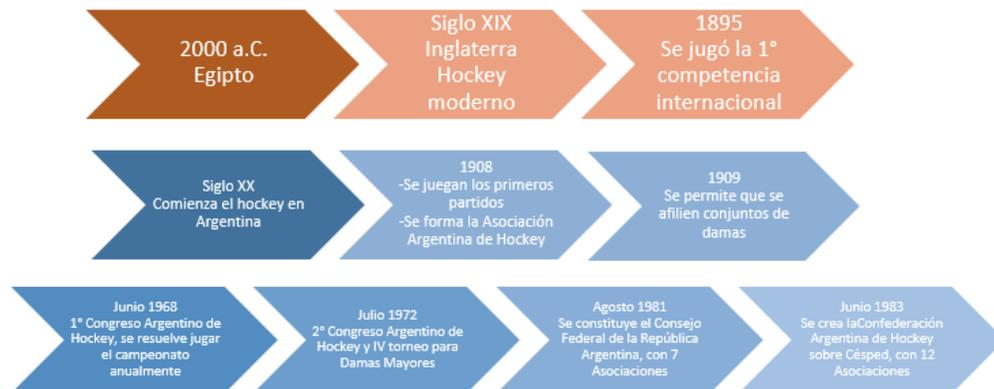 2000 a.C.
Egipto
Siglo XIX
Inglaterra
Hockey
moderno
1895
Se jugó la 1°
competencia
internacional
Siglo XX
Comienza el hockey en
Argentina
1908
-Se juegan los primeros
partidos
-Se forma la Asociación
Argentina de Hockey
1909
Se permite que se
afilien conjuntos de
damas
Junio 1968
1° Congreso Argentino de
Hockey, se resuelve jugar
el campeonato
anualmente
Julio 1972
2° Congreso Argentino de
Hockey y IV torneo para
Damas Mayores
Agosto 1981
Se constituye el Consejo
Federal de la República
Argentina, con 7
Asociaciones
Junio 1983
Se crea laConfederación
Argentina de Hockey
sobre Césped, con 12
Asociaciones